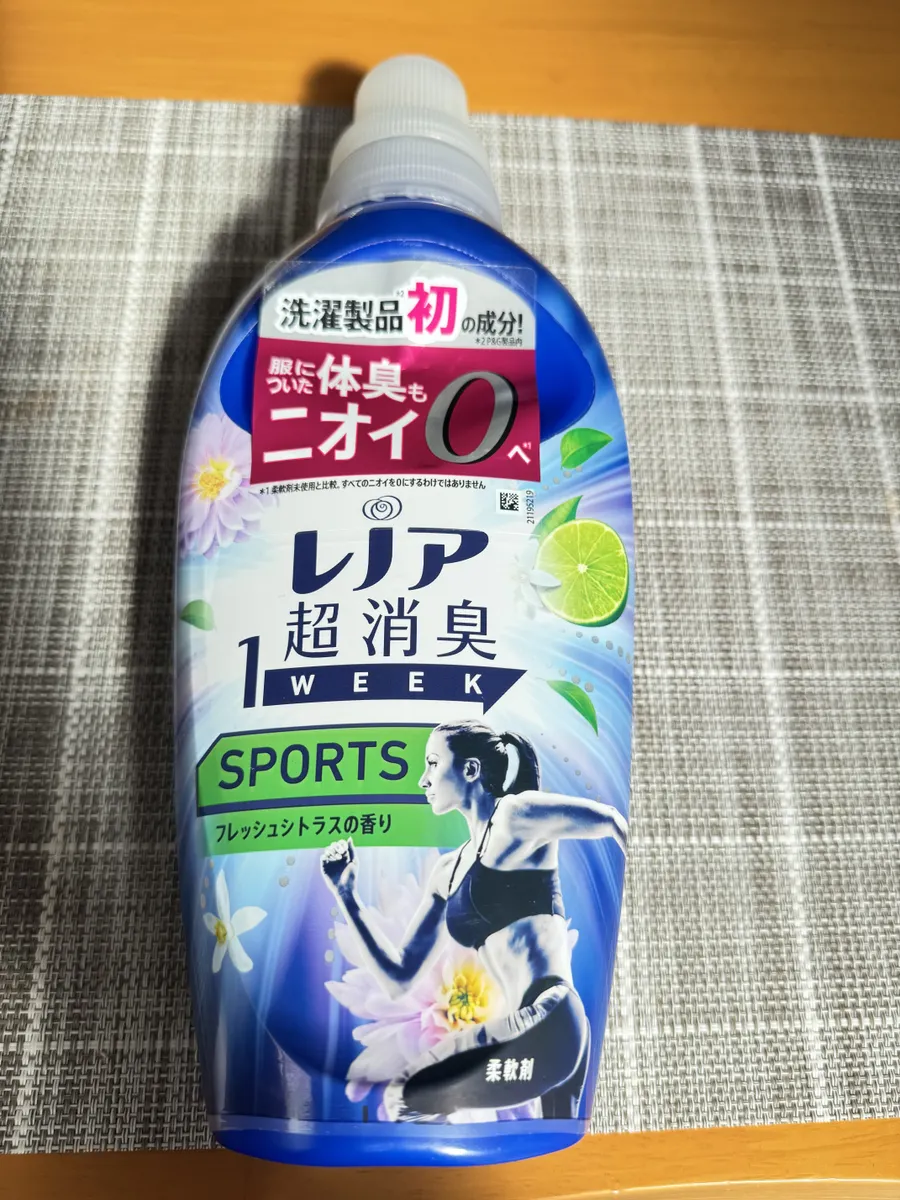 洗濯製品*2初の成分!
*2 P&G製品内
服に
ついた体臭も
ニオイ0へ*1
*1 柔軟剤未使用と比較。すべてのニオイを0にするわけではありません
21195219
レノア
超消臭
1WEEK
SPORTS
フレッシュシトラスの香り
柔軟剤